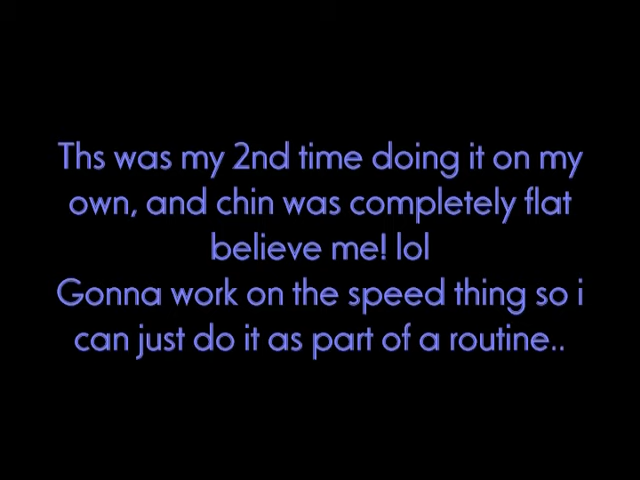 Ths was my 2nd time doing it on my
own, and chin was completely flat
believe me! lol
Gonna work on the speed thing so i
can just do it as part of a routine..